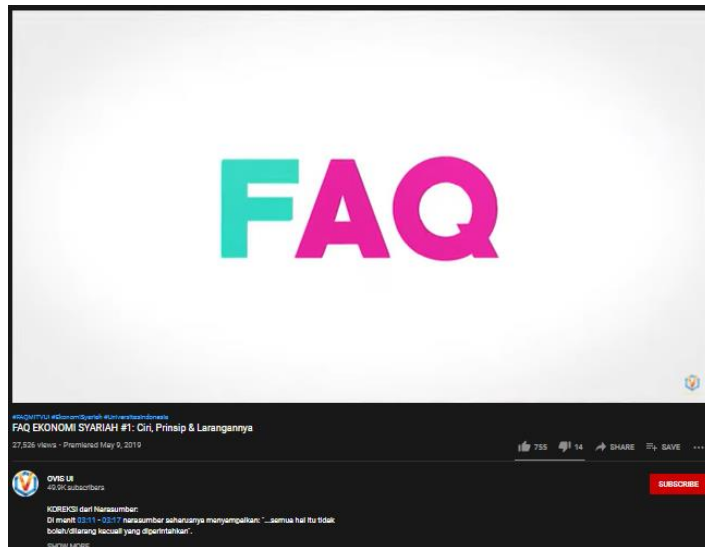 FAQ
#FAQMITYUI #EkonomiSyariah #UniversitasIndonesia
FAQ EKONOMI SYARIAH #1: Ciri, Prinsip & Larangannya
27,526 views • Premiered May 9, 2019
755 14 SHARE SAVE
OVIS UI
49.9K subscribers
SUBSCRIBE
KOREKSI dari Narasumber:
Di menit 03:11 - 03:17 narasumber seharusnya menyampaikan: "...semua hal itu tidak
boleh/dilarang kecuali yang diperintahkan".
SHOW MORE